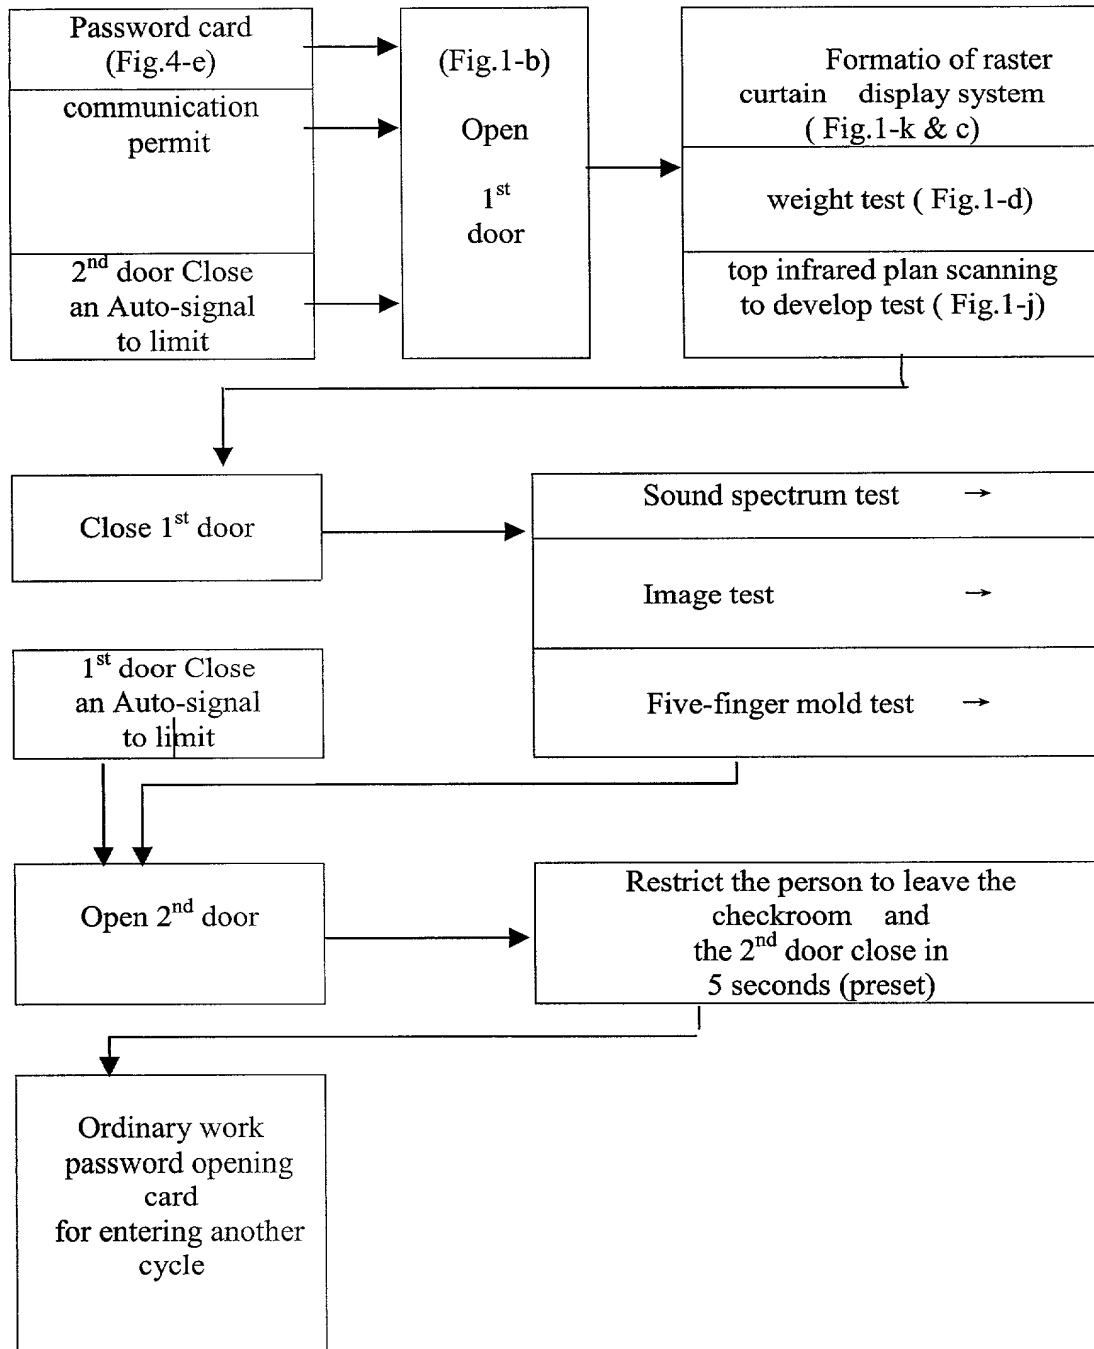 Password card
(Fig.4-e)
communication
permit
2nd door Close
an Auto-signal
to limit
(Fig.1-b)
Open
1st
door
Formatio of raster
curtain display system
( Fig.1-k & c)
weight test ( Fig.1-d)
top infrared plan scanning
to develop test ( Fig.1-j)
Close 1st door
Sound spectrum test →
Image test →
Five-finger mold test →
1st door Close
an Auto-signal
to limit
Open 2nd door
Restrict the person to leave the
checkroom and
the 2nd door close in
5 seconds (preset)
Ordinary work
password opening
card
for entering another
cycle